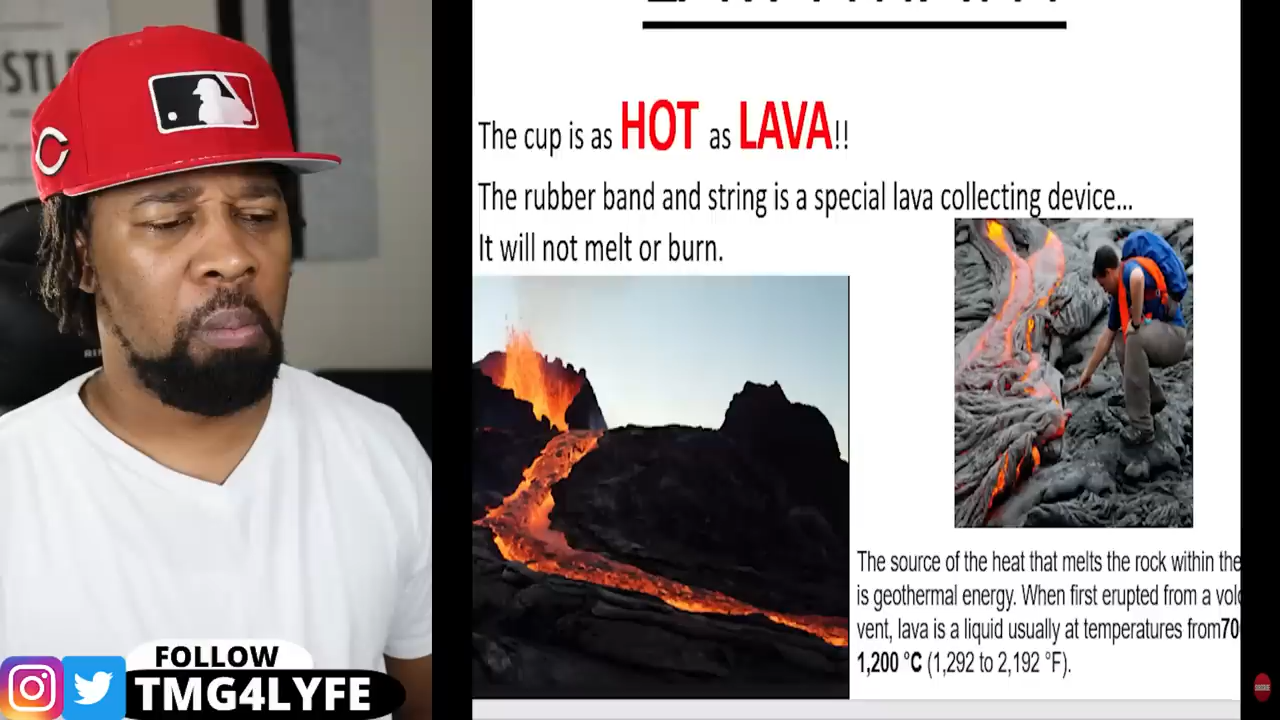 The cup is as HOT as LAVA!!
The rubber band and string is a special lava collecting device...
It will not melt or burn.
The source of the heat that melts the rock within the
is geothermal energy. When first erupted from a
vent, lava is a liquid usually at temperatures from
1,200 °C (1,292 to 2,192 °F).
FOLLOW
TMG4LYFE